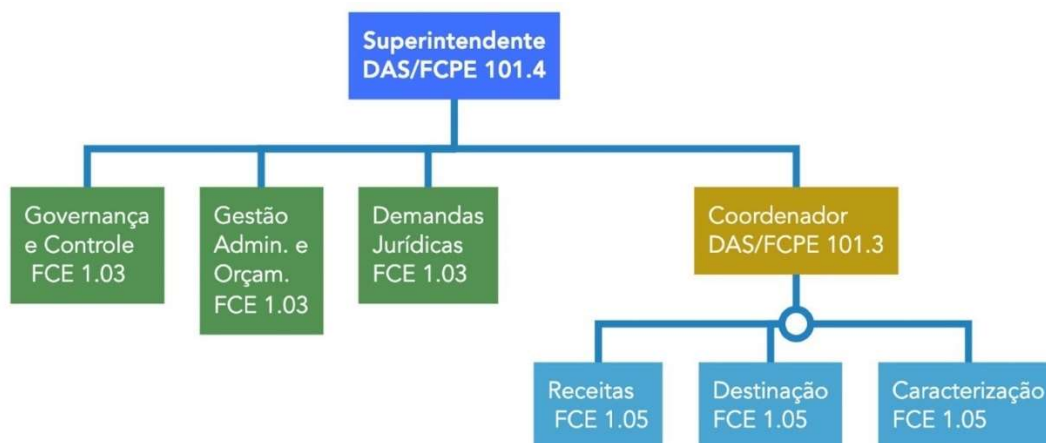 Superintendente
DAS/FCPE 101.4
Governança
e Controle
FCE 1.03
Gestão
Admin. e
Orçam.
FCE 1.03
Demandas
Jurídicas
FCE 1.03
Coordenador
DAS/FCPE 101.3
Receitas
FCE 1.05
Destinação
FCE 1.05
Caracterização
FCE 1.05